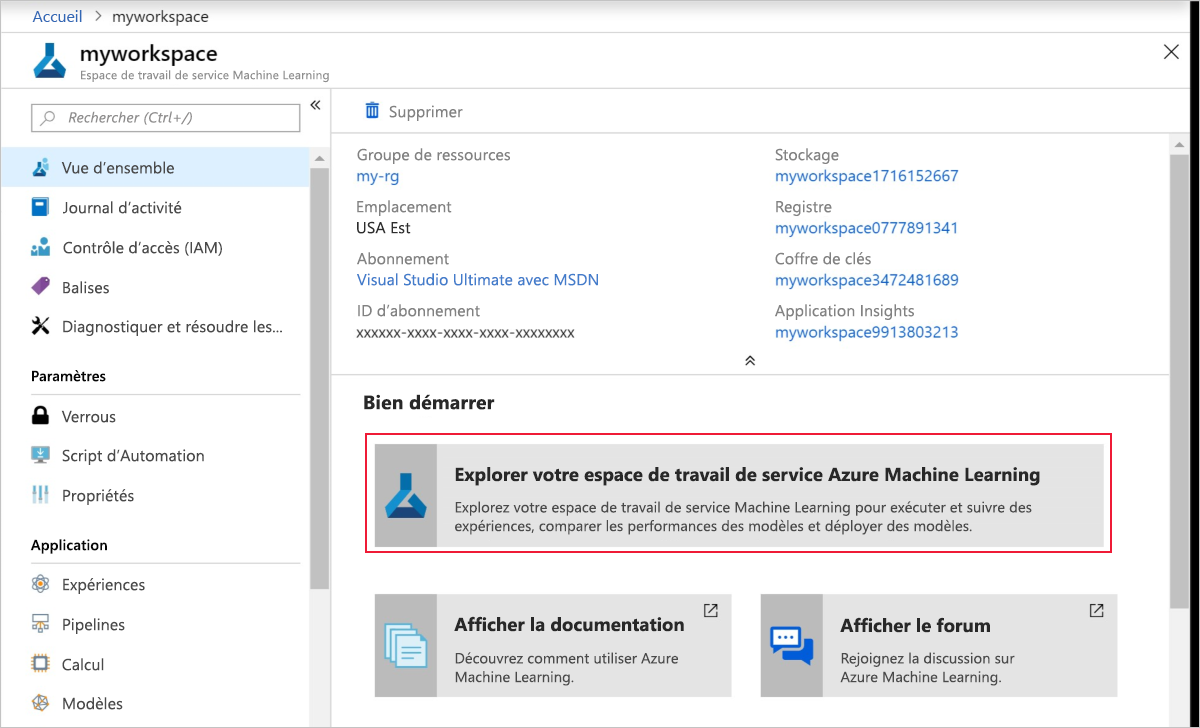 Accueil > myworkspace
myworkspace
Espace de travail de service Machine Learning
Rechercher (Ctrl+/)
«
Vue d’ensemble
Journal d’activité
Contrôle d’accès (IAM)
Balises
Diagnostiquer et résoudre les...
Paramètres
Verrous
Script d’Automation
Propriétés
Application
Expériences
Pipelines
Calcul
Modèles
Supprimer
Groupe de ressources
my-rg
Emplacement
USA Est
Abonnement
Visual Studio Ultimate avec MSDN
ID d’abonnement
xxxxxx-xxxx-xxxx-xxxx-xxxxxxxx
Stockage
myworkspace1716152667
Registre
myworkspace0777891341
Coffre de clés
myworkspace3472481689
Application Insights
myworkspace9913803213
Bien démarrer
Explorer votre espace de travail de service Azure Machine Learning
Explorez votre espace de travail de service Machine Learning pour exécuter et suivre des
expériences, comparer les performances des modèles et déployer des modèles.
Afficher la documentation
Découvrez comment utiliser Azure
Machine Learning.
Afficher le forum
Rejoignez la discussion sur
Azure Machine Learning.